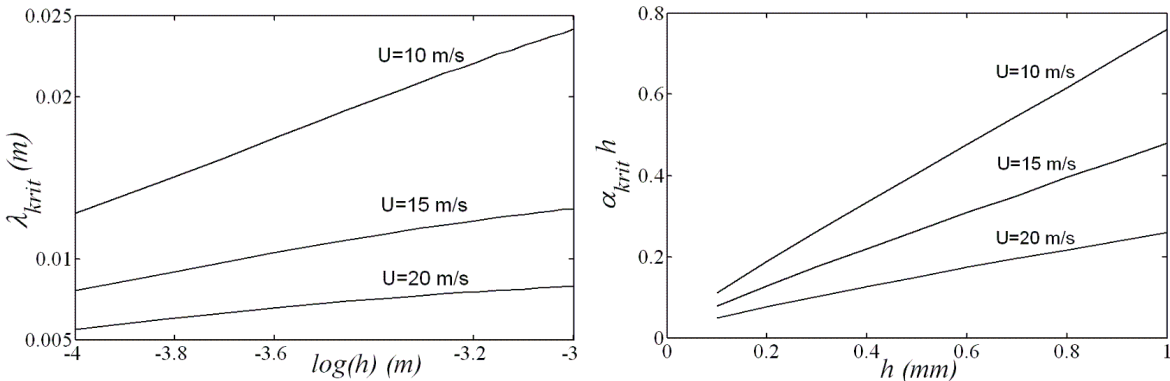 0.025
0.02
0.01
0.005
λkrit (m)
U=10 m/s
U=15 m/s
U=20 m/s
-4 -3.8 -3.6 -3.4 -3.2 -3
log(h) (m)
0.8
0.6
0.4
0.2
0
αkrit h
U=10 m/s
U=15 m/s
U=20 m/s
0 0.2 0.4 0.6 0.8 1
h (mm)